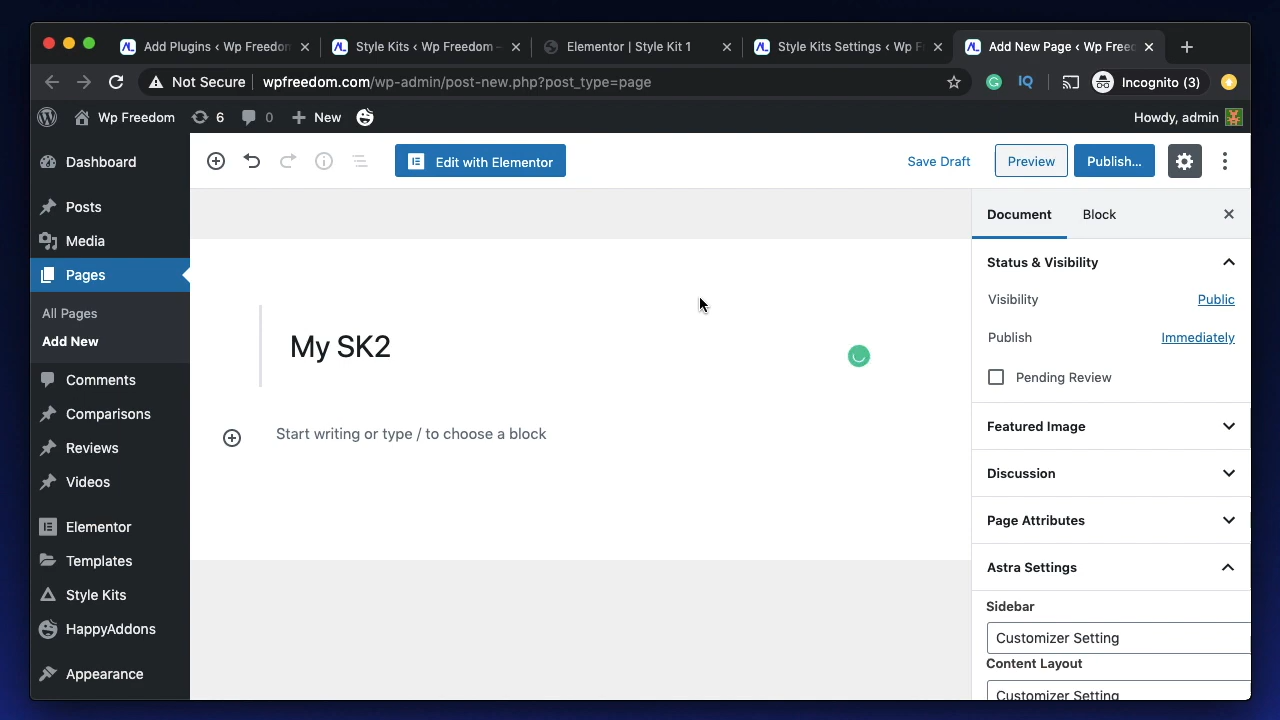 Add Plugins ‹ Wp Freedon
Style Kits ‹ Wp Freedom –
Elementor | Style Kit 1
Style Kits Settings ‹ Wp F
Add New Page ‹ Wp Free
Not Secure
wpfreedom.com/wp-admin/post-new.php?post_type=page
IQ
Incognito (3)
Wp Freedom
6
0
New
Howdy, admin
Dashboard
Posts
Media
Pages
All Pages
Add New
Comments
Comparisons
Reviews
Videos
Elementor
Templates
Style Kits
HappyAddons
Appearance
Edit with Elementor
Save Draft
Preview
Publish...
My SK2
Start writing or type / to choose a block
Document
Block
Status & Visibility
Visibility
Public
Publish
Immediately
Pending Review
Featured Image
Discussion
Page Attributes
Astra Settings
Sidebar
Customizer Setting
Content Layout
Customizer Setting